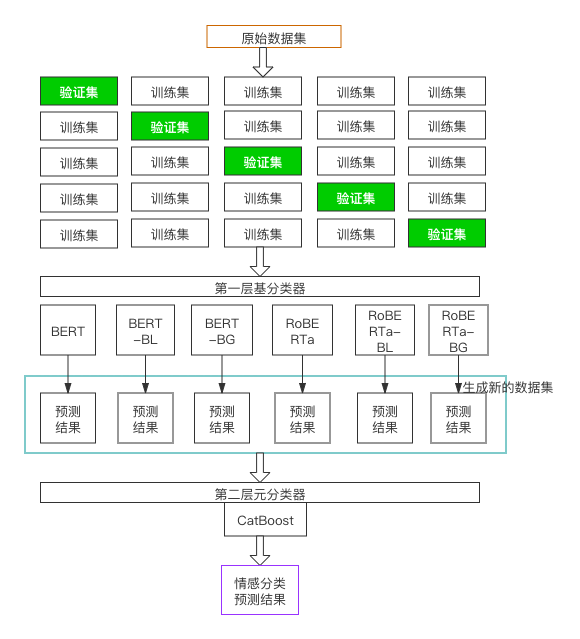 原始数据集
验证集 训练集 训练集 训练集 训练集
训练集 验证集 训练集 训练集 训练集
训练集 训练集 验证集 训练集 训练集
训练集 训练集 训练集 验证集 训练集
训练集 训练集 训练集 训练集 验证集
第一层基分类器
BERT
BERT
-BL
BERT
-BG
RoBE
RTa
RoBE
RTa-
BL
RoBE
RTa-
BG
生成新的数据集
预测
结果
预测
结果
预测
结果
预测
结果
预测
结果
预测
结果
第二层元分类器
CatBoost
情感分类
预测结果